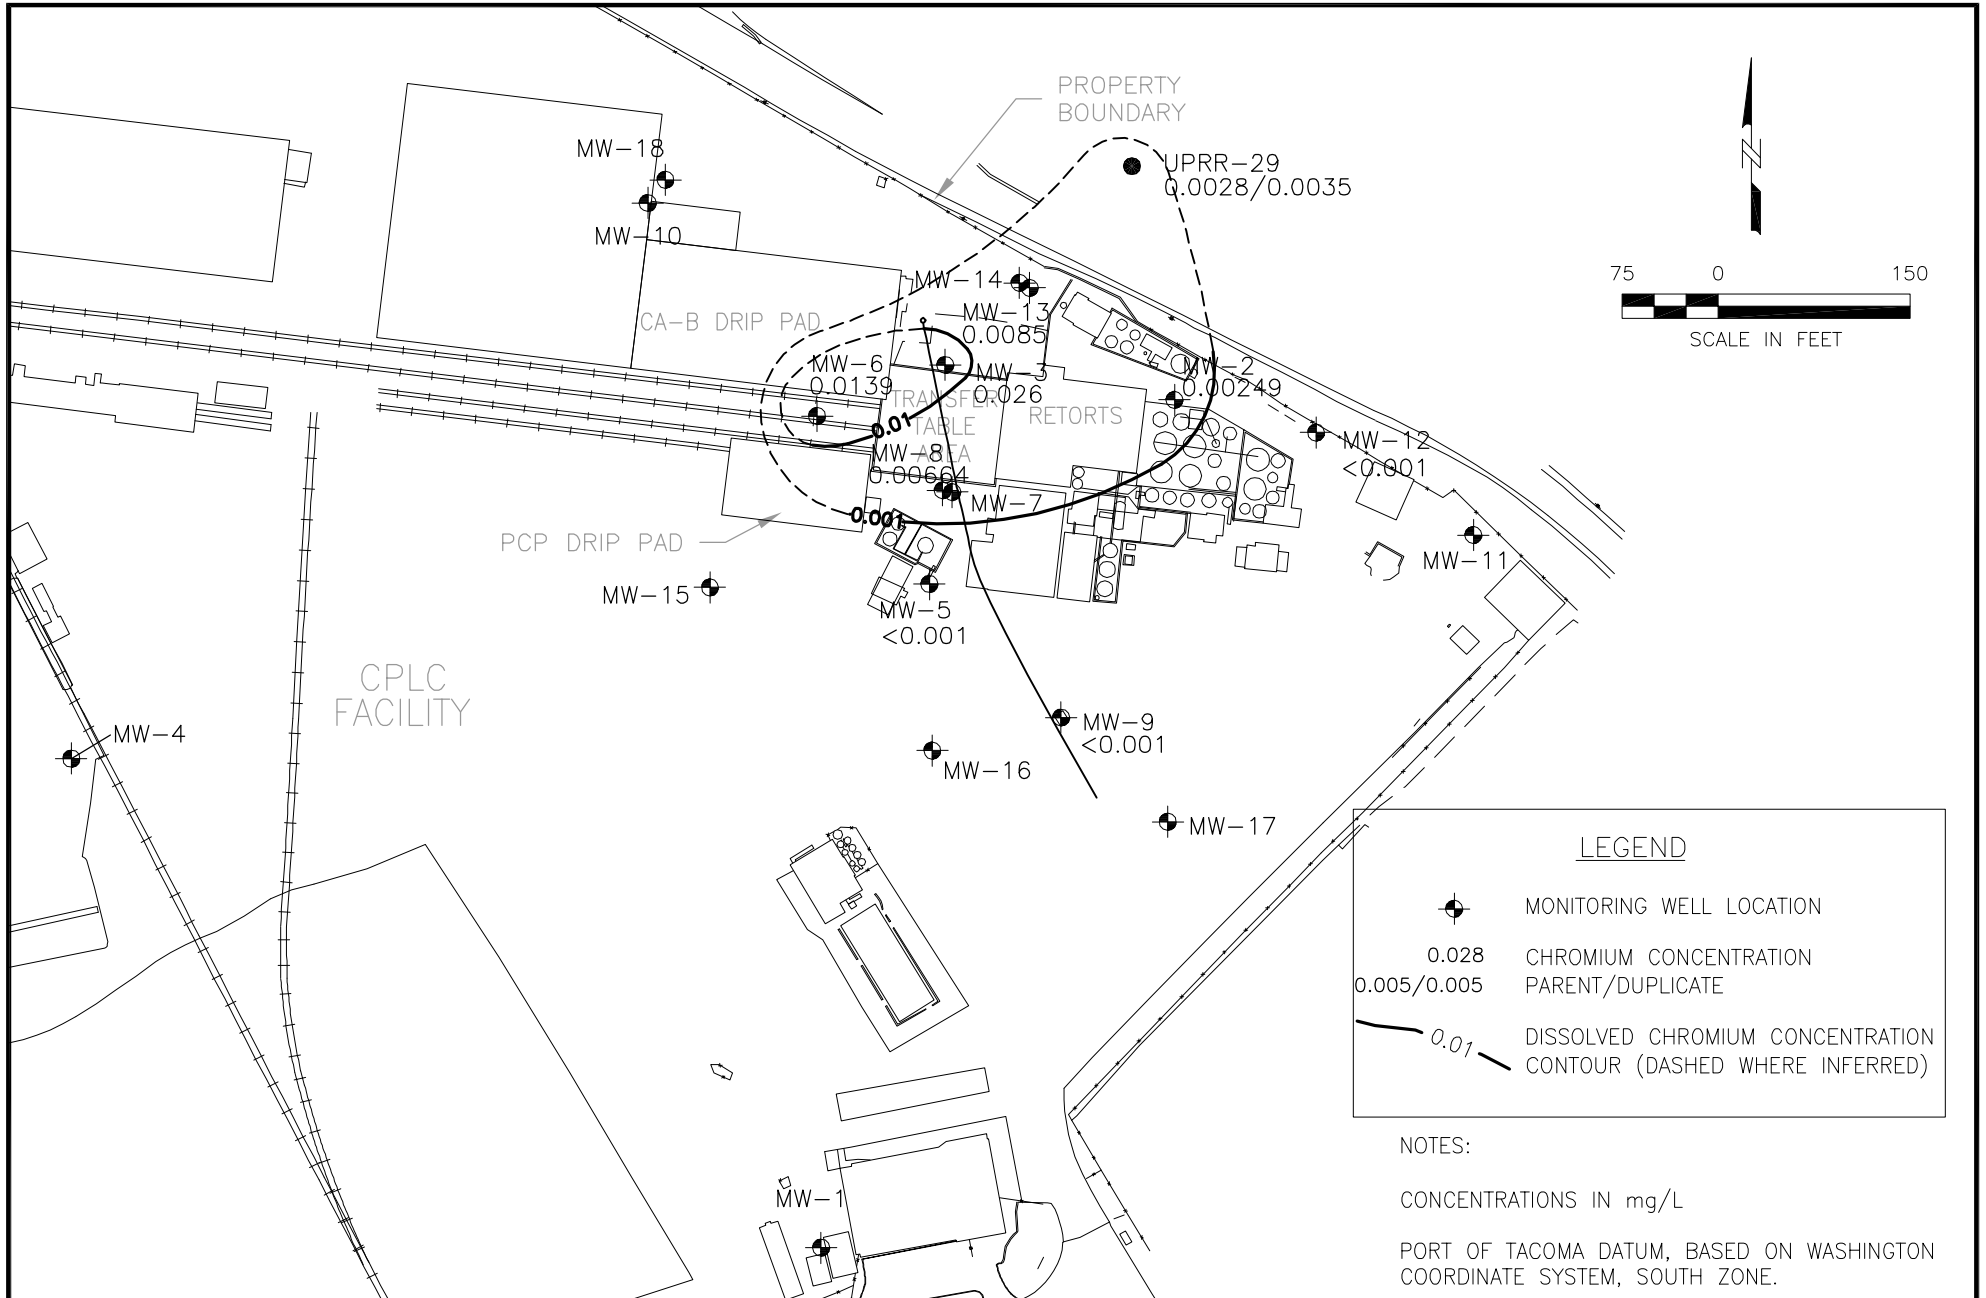 PROPERTY
BOUNDARY
MW-18
UPRR-29
0.0028/0.0035
N
MW-10
75 0 150
SCALE IN FEET
MW-14
MW-13
0.0085
CA-B DRIP PAD
MW-6
0.0139
MW-3
0.026
MW-2
0.00249
TRANSFER
TABLE
AREA
RETORTS
0.01
MW-12
<0.001
MW-8
0.00664
MW-7
0.001
PCP DRIP PAD
MW-11
MW-15
MW-5
<0.001
CPLC
FACILITY
MW-4
MW-9
<0.001
MW-16
MW-17
LEGEND
MONITORING WELL LOCATION
0.028 CHROMIUM CONCENTRATION
0.005/0.005 PARENT/DUPLICATE
0.01 DISSOLVED CHROMIUM CONCENTRATION
CONTOUR (DASHED WHERE INFERRED)
NOTES:
MW-1
CONCENTRATIONS IN mg/L
PORT OF TACOMA DATUM, BASED ON WASHINGTON
COORDINATE SYSTEM, SOUTH ZONE.